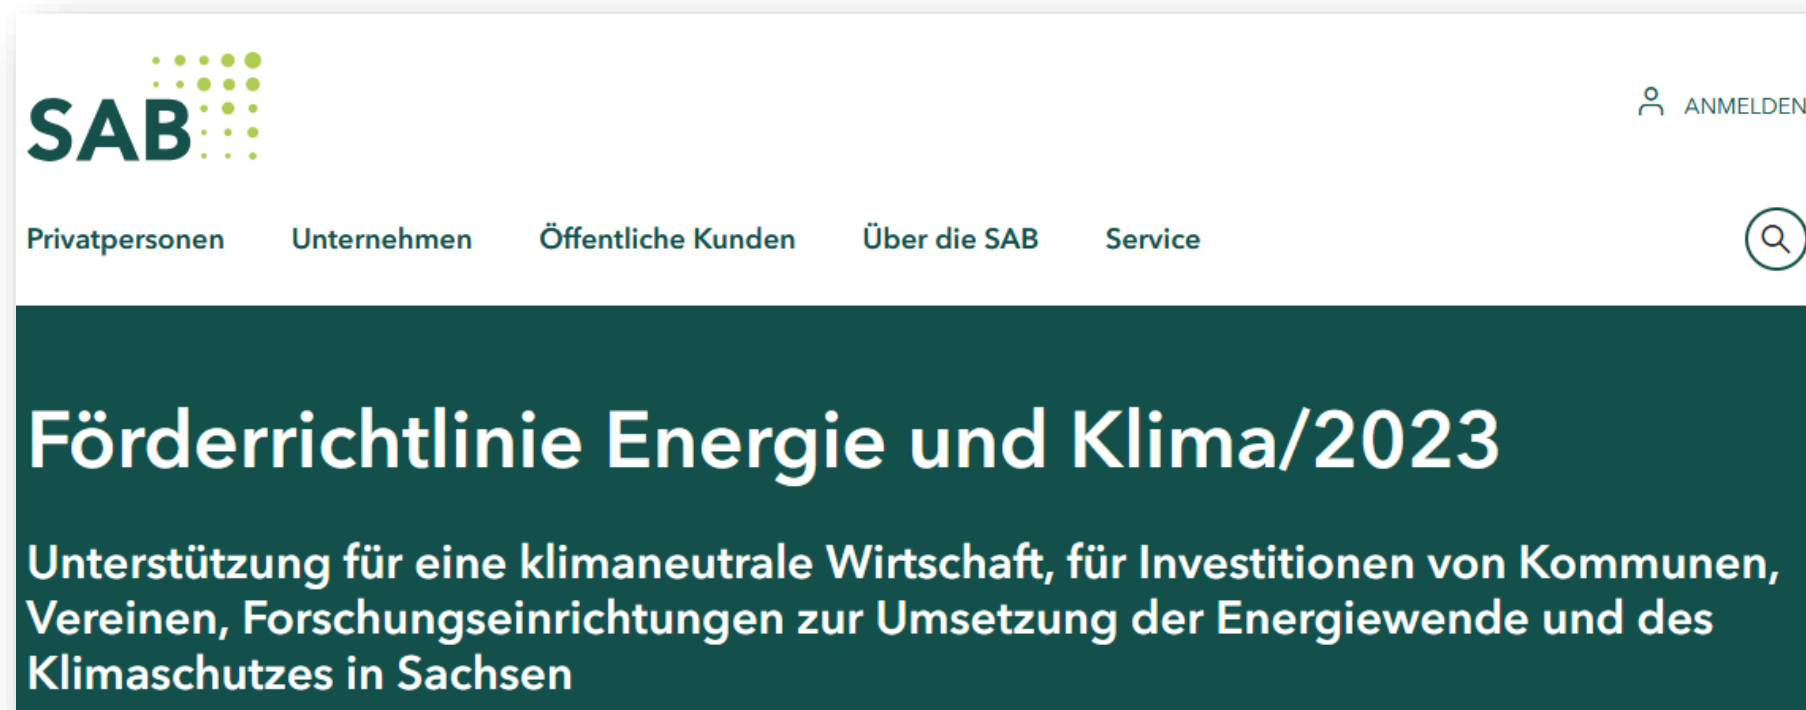 SAB
ANMELDEN
Privatpersonen Unternehmen Öffentliche Kunden Über die SAB Service
Förderrichtlinie Energie und Klima/2023
Unterstützung für eine klimaneutrale Wirtschaft, für Investitionen von Kommunen,
Vereinen, Forschungseinrichtungen zur Umsetzung der Energiewende und des
Klimaschutzes in Sachsen